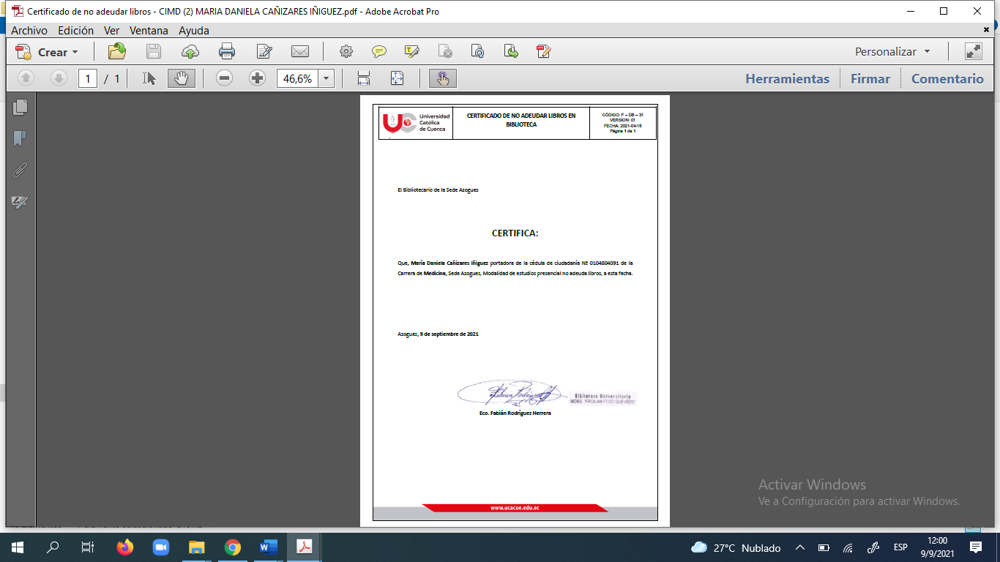 Certificado de no adeudar libros - CIMD (2) MARIA DANIELA CAÑIZARES IÑIGUEZ.pdf - Adobe Acrobat Pro
Archivo Edición Ver Ventana Ayuda
Crear
Personalizar
1 / 1
46,6%
Herramientas Firmar Comentario
UC Universidad
Católica
de Cuenca
CERTIFICADO DE NO ADEUDAR LIBROS EN
BIBLIOTECA
CÓDIGO: F – DB – 31
VERSION: 01
FECHA: 2021-04-15
Página 1 de 1
El Bibliotecario de la Sede Azogues
CERTIFICA:
Que, María Daniela Cañizares Iñiguez portadora de la cédula de ciudadanía Nº 0104804091 de la
Carrera de Medicina, Sede Azogues, Modalidad de estudios presencial no adeuda libros, a esta fecha.
Azogues, 9 de septiembre de 2021
Biblioteca Universitaria
MONS. "FROILAN POZO QUEVEDO"
Eco. Fabián Rodríguez Herrera
www.ucacue.edu.ec
Activar Windows
Ve a Configuración para activar Windows.
27°C Nublado
ESP
12:00
9/9/2021